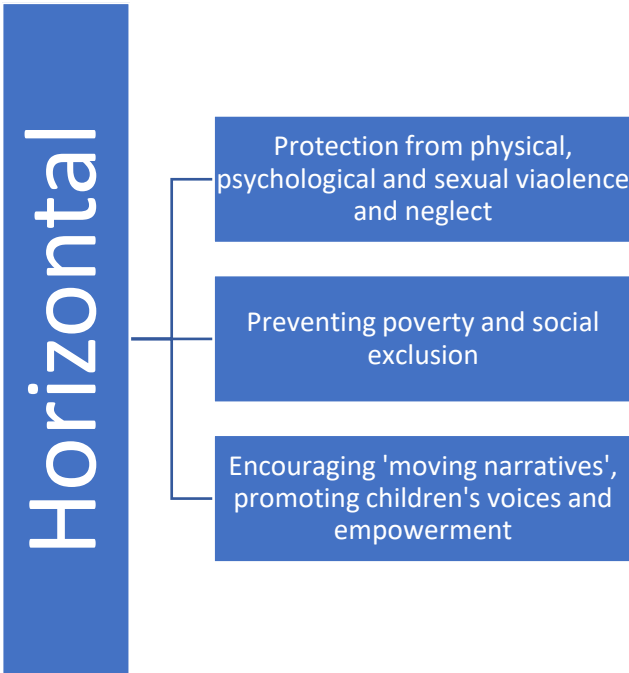 Horizontal
Protection from physical,
psychological and sexual viaolence
and neglect
Preventing poverty and social
exclusion
Encouraging 'moving narratives',
promoting children's voices and
empowerment